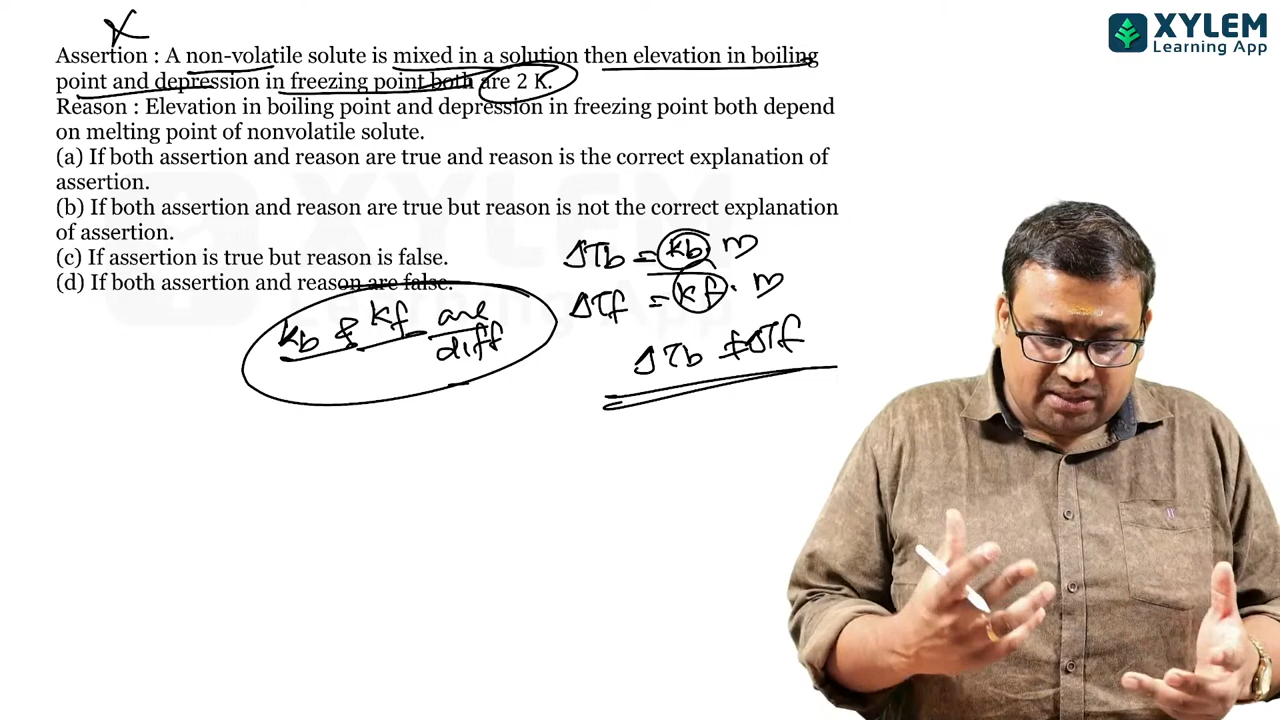 XYLEM
Learning App
X
Assertion : A non-volatile solute is mixed in a solution then elevation in boiling
point and depression in freezing point both are 2 K.
Reason : Elevation in boiling point and depression in freezing point both depend
on melting point of nonvolatile solute.
(a) If both assertion and reason are true and reason is the correct explanation of
assertion.
(b) If both assertion and reason are true but reason is not the correct explanation
of assertion.
(c) If assertion is true but reason is false.
(d) If both assertion and reason are false.
ΔTb = kb. m
ΔTf = kf. m
kb & kf are
diff
ΔTb ≠ ΔTf
XYLEM
Learning App